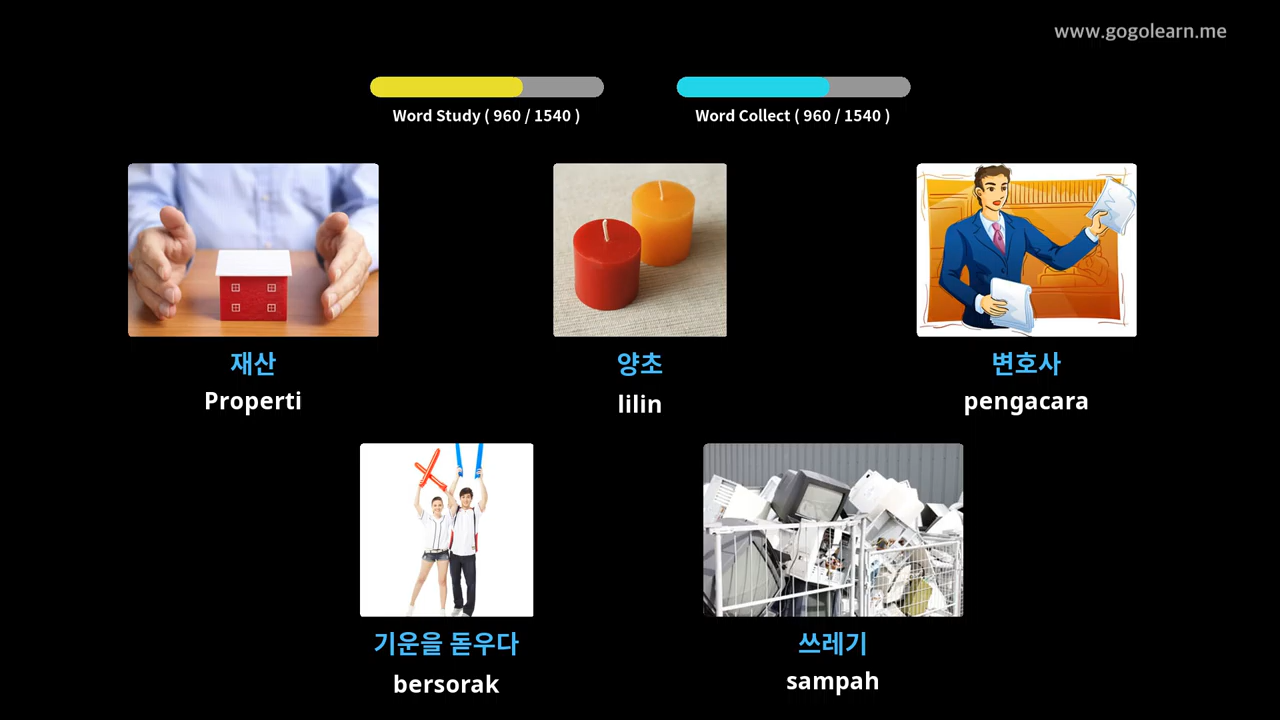 www.gogolearn.me
Word Study ( 960 / 1540 )
Word Collect ( 960 / 1540 )
재산
Properti
양초
lilin
변호사
pengacara
기운을 돋우다
bersorak
쓰레기
sampah